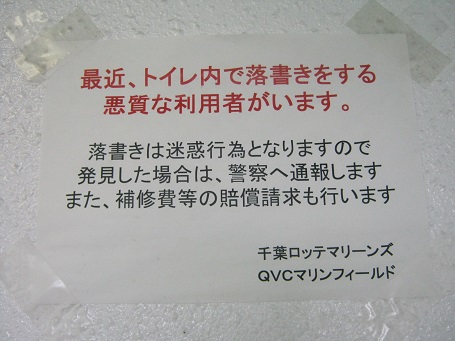 最近、トイレ内で落書きをする
悪質な利用者がいます。
落書きは迷惑行為となりますので
発見した場合は、警察へ通報します
また、補修費等の賠償請求も行います
千葉ロッテマリーンズ
QVCマリンフィールド